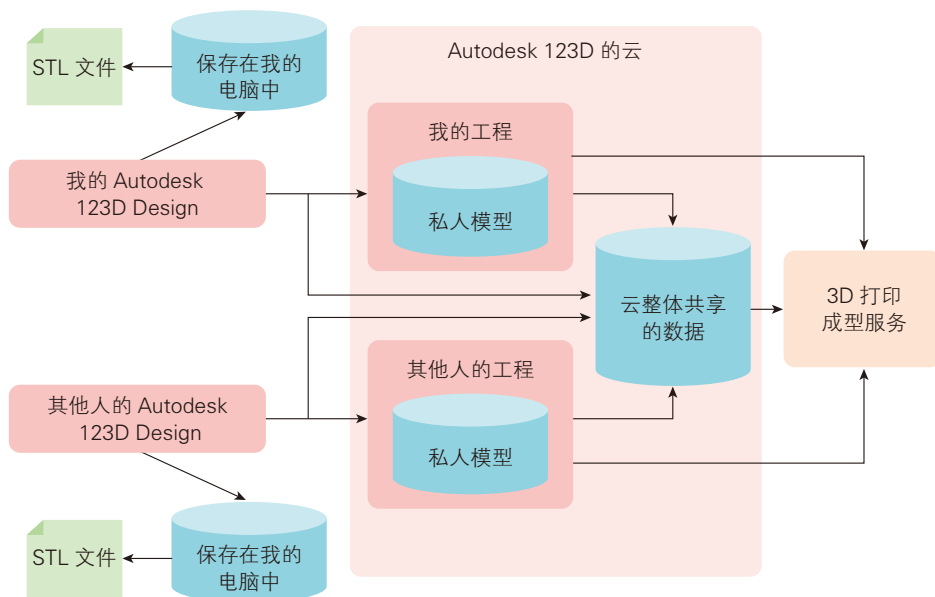 STL 文件
保存在我的
电脑中
Autodesk 123D 的云
我的工程
私人模型
我的 Autodesk
123D Design
云整体共享
的数据
3D 打印
成型服务
其他人的工程
私人模型
其他人的 Autodesk
123D Design
STL 文件
保存在我的
电脑中